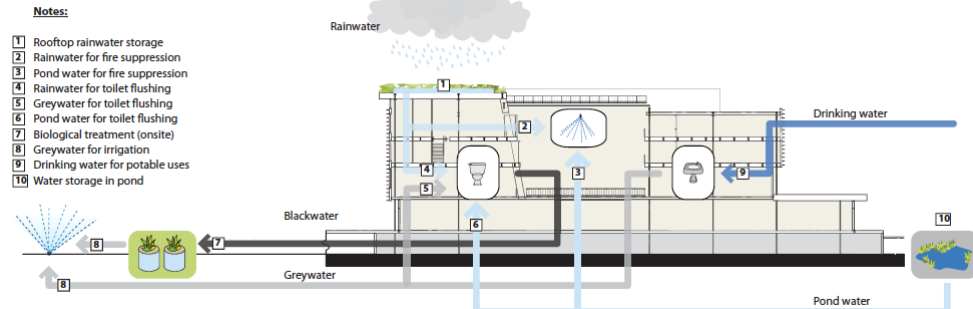 Notes:
1 Rooftop rainwater storage
2 Rainwater for fire suppression
3 Pond water for fire suppression
4 Rainwater for toilet flushing
5 Greywater for toilet flushing
6 Pond water for toilet flushing
7 Biological treatment (onsite)
8 Greywater for irrigation
9 Drinking water for potable uses
10 Water storage in pond
Rainwater
1
2
Drinking water
4
3
9
5
Blackwater
6
10
8
7
Greywater
8
Pond water